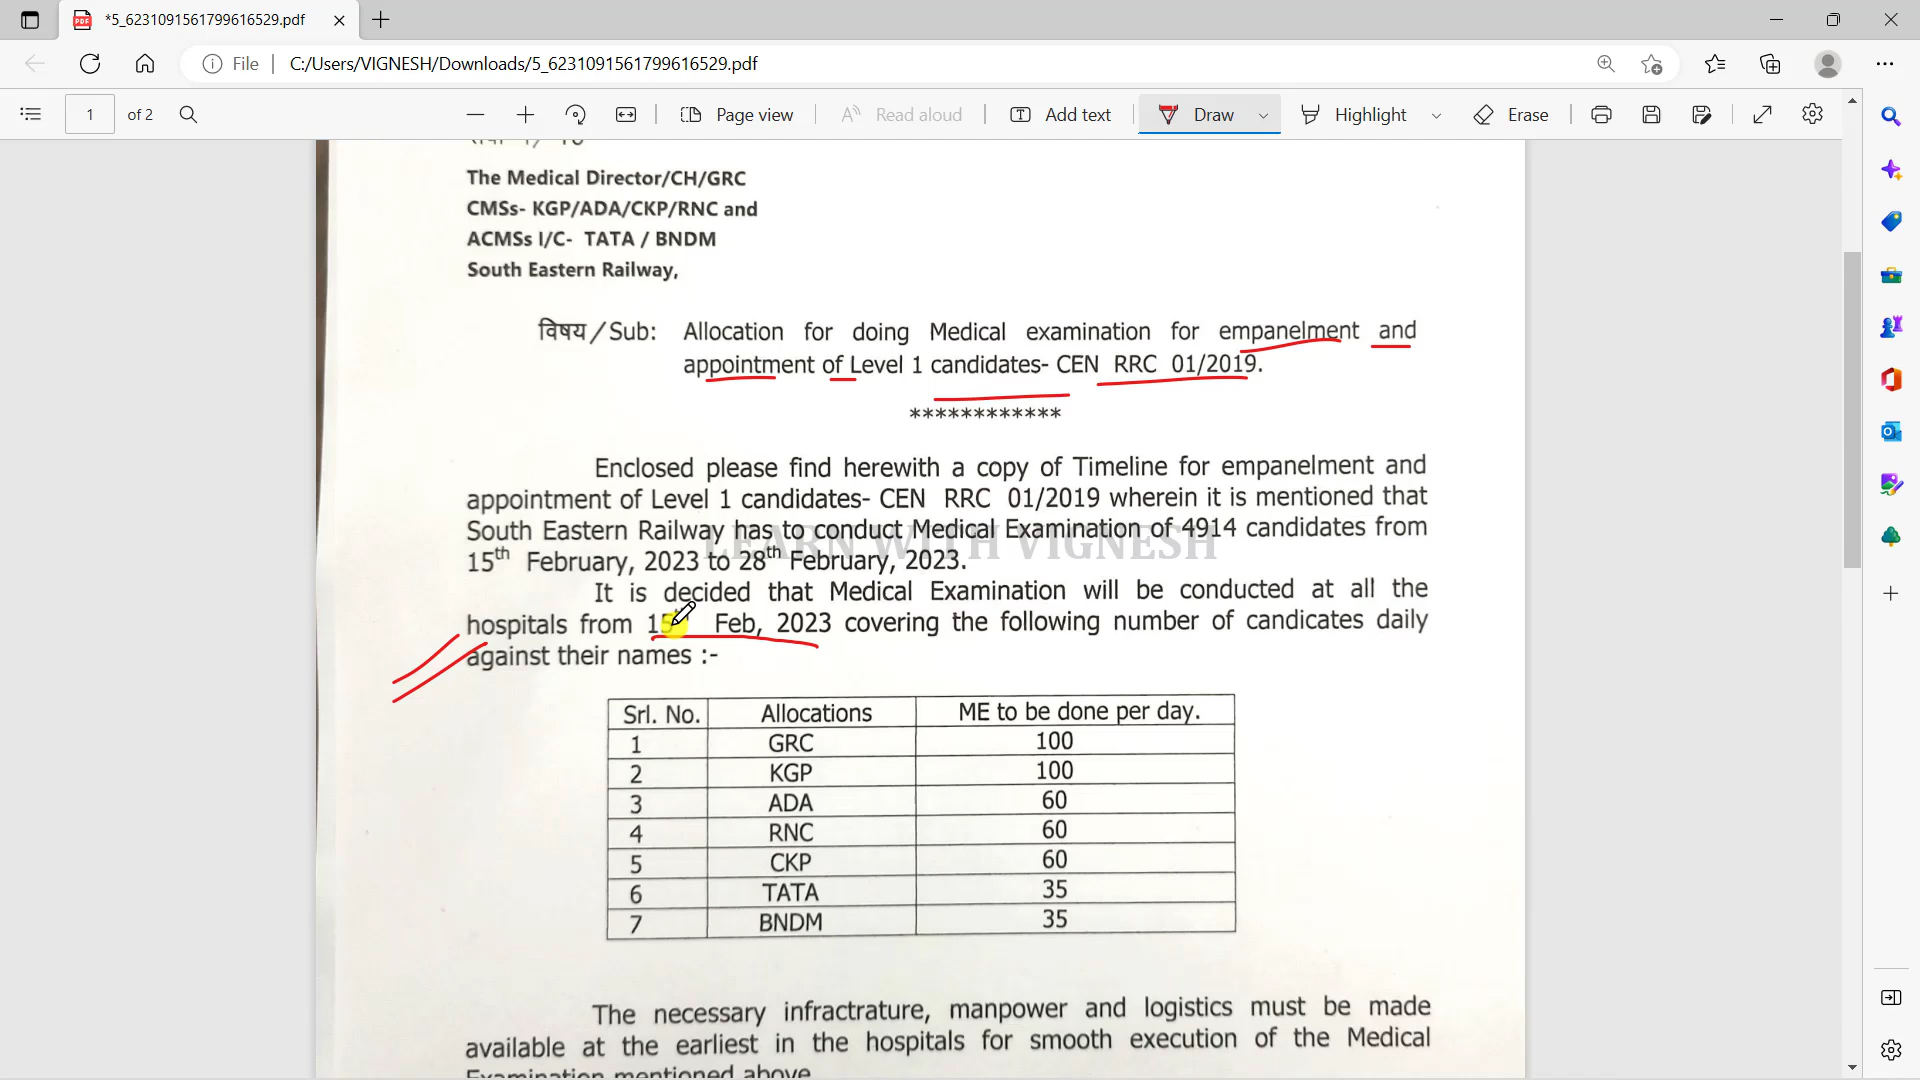 *5_6231091561799616529.pdf
File
C:/Users/VIGNESH/Downloads/5_6231091561799616529.pdf
1 of 2
Page view
Read aloud
Add text
Draw
Highlight
Erase
The Medical Director/CH/GRC
CMSs- KGP/ADA/CKP/RNC and
ACMSs I/C- TATA / BNDM
South Eastern Railway,
विषय/Sub: Allocation for doing Medical examination for empanelment and
appointment of Level 1 candidates- CEN RRC 01/2019.
************
Enclosed please find herewith a copy of Timeline for empanelment and
appointment of Level 1 candidates- CEN RRC 01/2019 wherein it is mentioned that
South Eastern Railway has to conduct Medical Examination of 4914 candidates from
LEARN WITH VIGNESH
15th February, 2023 to 28th February, 2023.
It is decided that Medical Examination will be conducted at all the
hospitals from 15th Feb, 2023 covering the following number of candicates daily
against their names :-
Srl. No. Allocations ME to be done per day.
1 GRC 100
2 KGP 100
3 ADA 60
4 RNC 60
5 CKP 60
6 TATA 35
7 BNDM 35
The necessary infractrature, manpower and logistics must be made
available at the earliest in the hospitals for smooth execution of the Medical
Examination mentioned above